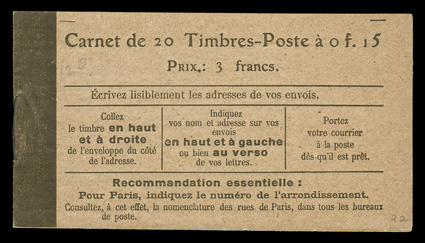 Carnet de 20 Timbres-Poste à 0 f. 15
Prix.: 3 francs.
Écrivez lisiblement les adresses de vos envois.
Collez
le timbre en haut
et à droite
de l'enveloppe du côté
de l'adresse.
Indiquez
vos nom et adresse sur vos
envois
en haut et à gauche
ou bien au verso
de vos lettres.
Portez
votre courrier
à la poste
dès qu'il est prêt.
Recommandation essentielle :
Pour Paris, indiquez le numéro de l'arrondissement.
Consultez, à cet effet, la nomenclature des rues de Paris, dans tous les bureaux
de poste.
22